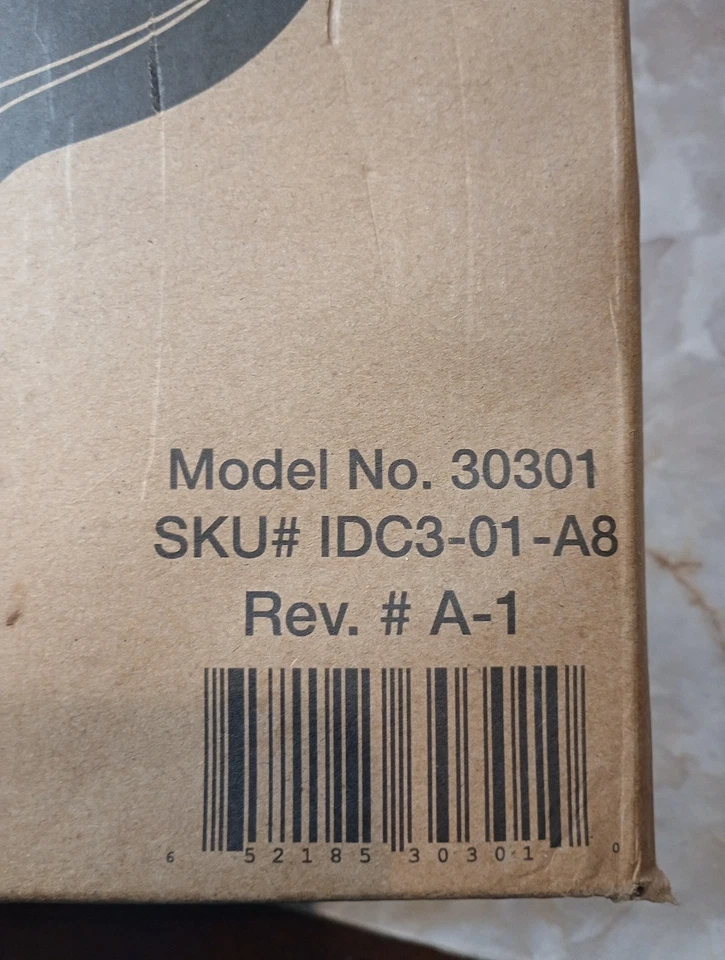 Model No. 30301
SKU# IDC3-01-A8
Rev. # A-1
6 52185 30301 0